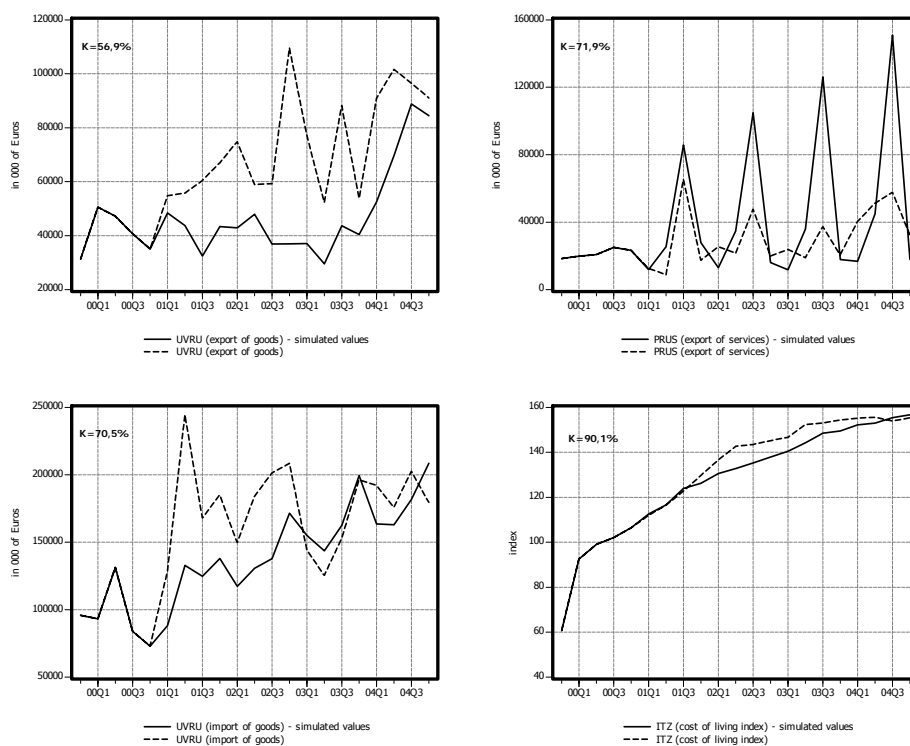 120000
K=56,9%
100000
80000
60000
40000
20000
in 000 of Euros
00Q1 00Q3 01Q1 01Q3 02Q1 02Q3 03Q1 03Q3 04Q1 04Q3
UVRU (export of goods) - simulated values
UVRU (export of goods)
160000
K=71,9%
120000
80000
40000
0
in 000 of Euros
00Q1 00Q3 01Q1 01Q3 02Q1 02Q3 03Q1 03Q3 04Q1 04Q3
PRUS (export of services) - simulated values
PRUS (export of services)
250000
K=70,5%
200000
150000
100000
50000
in 000 of Euros
00Q1 00Q3 01Q1 01Q3 02Q1 02Q3 03Q1 03Q3 04Q1 04Q3
UVRU (import of goods) - simulated values
UVRU (import of goods)
160
K=90,1%
140
120
100
80
60
40
index
00Q1 00Q3 01Q1 01Q3 02Q1 02Q3 03Q1 03Q3 04Q1 04Q3
ITZ (cost of living index) - simulated values
ITZ (cost of living index)